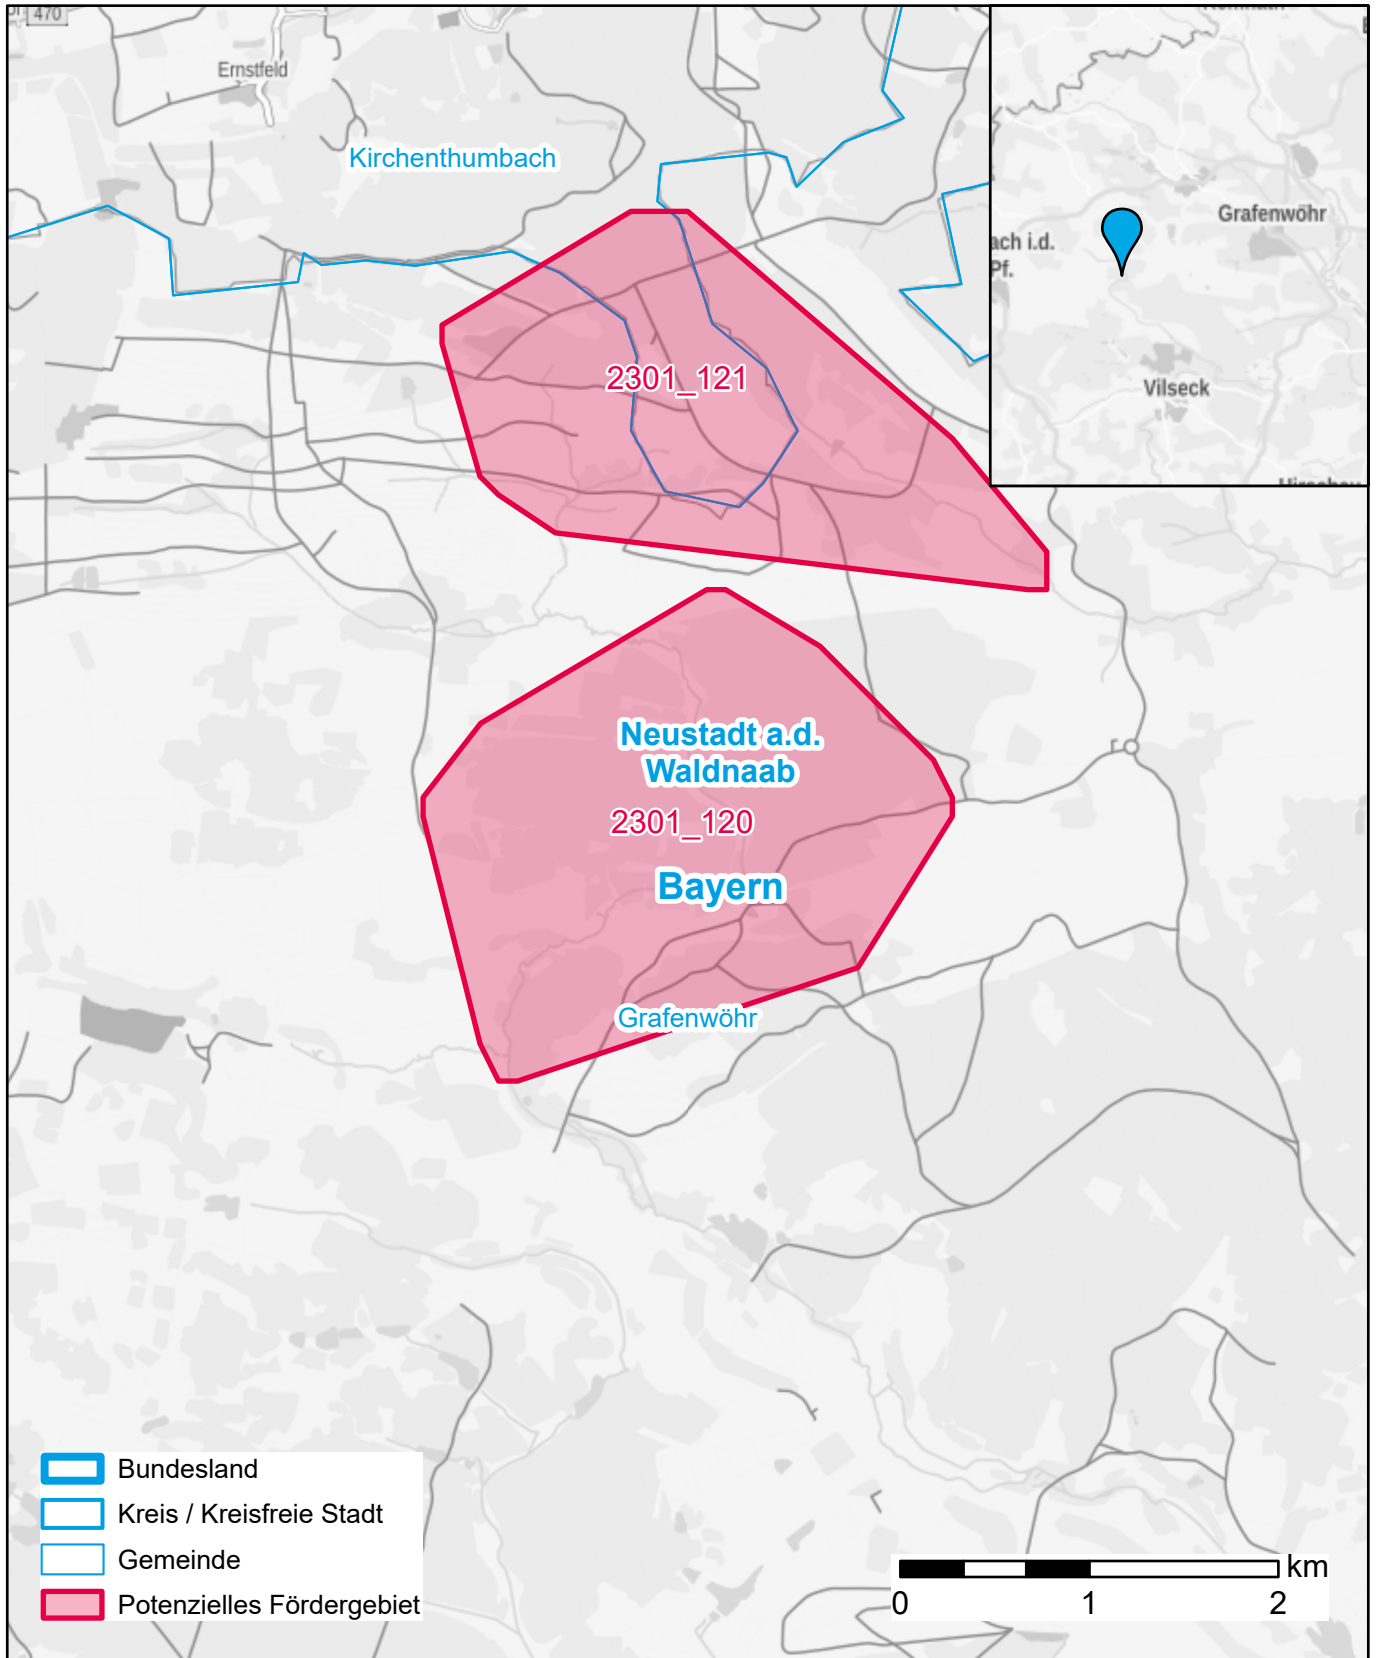 470
Ernstfeld
Kirchenthumbach
Grafenwöhr
ach i.d.
Pf.
Vilseck
2301_121
Neustadt a.d.
Waldnaab
2301_120
Bayern
Grafenwöhr
Bundesland
Kreis / Kreisfreie Stadt
Gemeinde
Potenzielles Fördergebiet
km
0 1 2